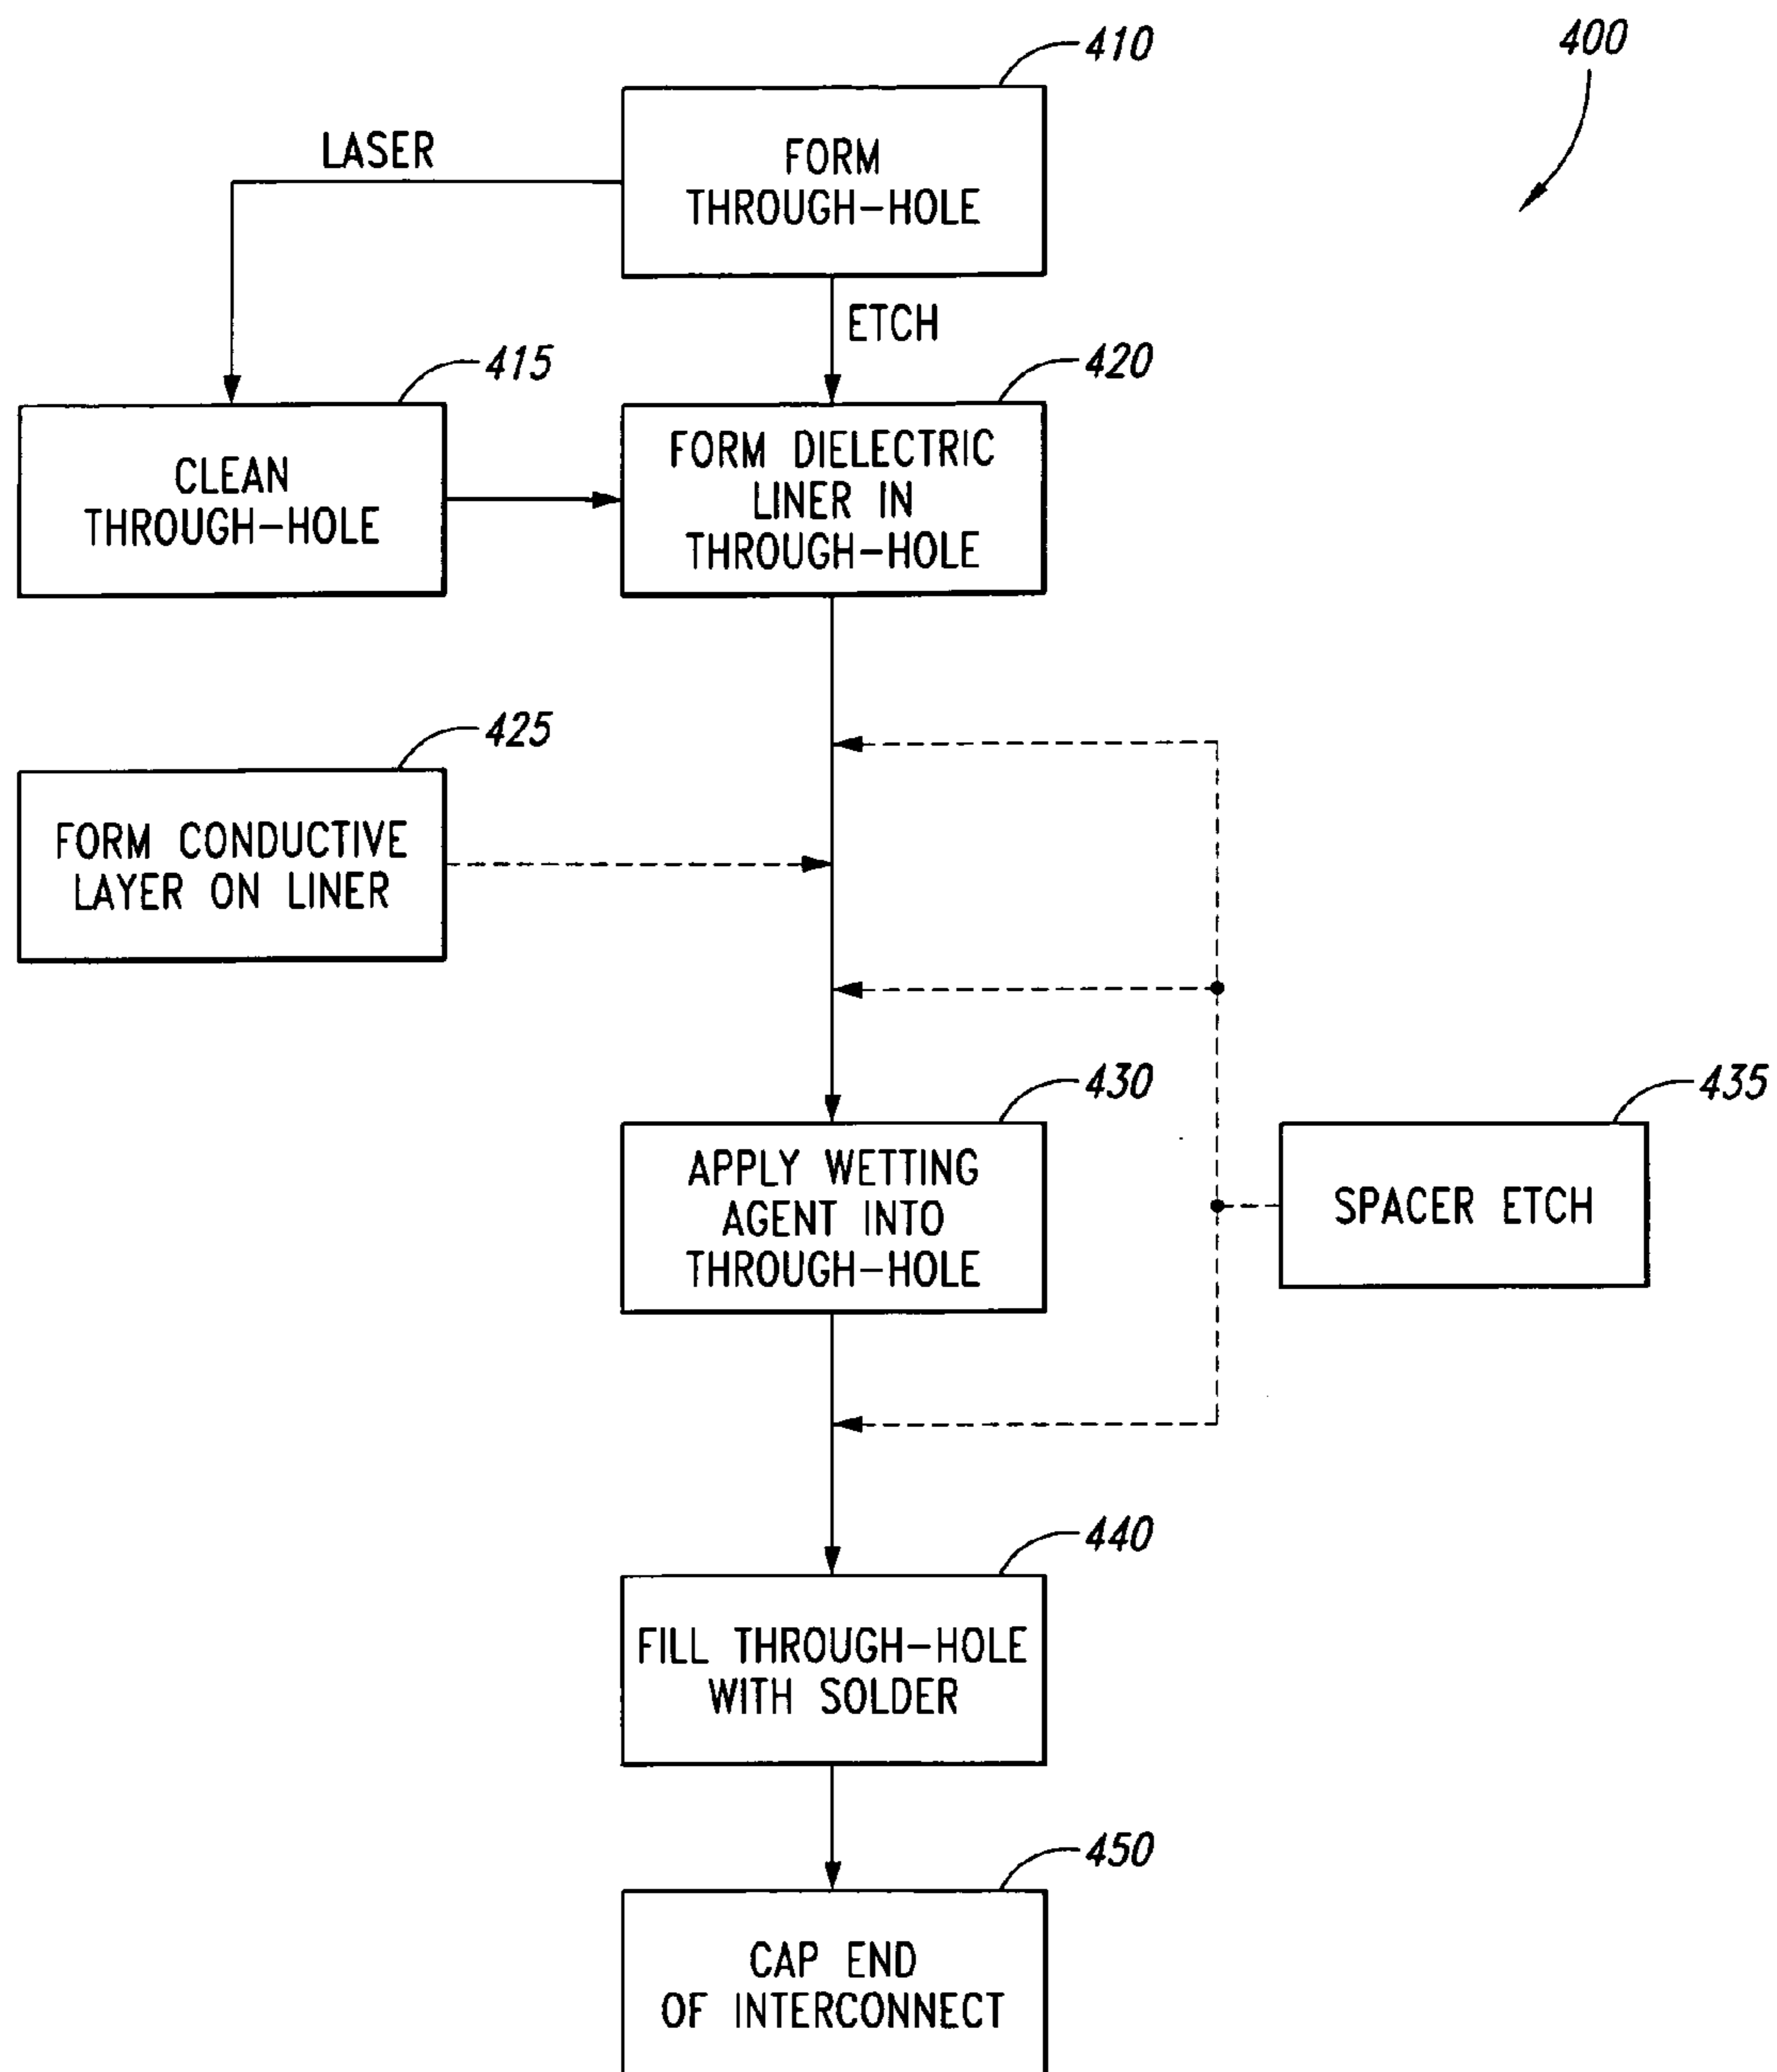 400
410
FORM
THROUGH-HOLE
LASER
ETCH
415
CLEAN
THROUGH-HOLE
420
FORM DIELECTRIC
LINER IN
THROUGH-HOLE
425
FORM CONDUCTIVE
LAYER ON LINER
430
APPLY WETTING
AGENT INTO
THROUGH-HOLE
435
SPACER ETCH
440
FILL THROUGH-HOLE
WITH SOLDER
450
CAP END
OF INTERCONNECT